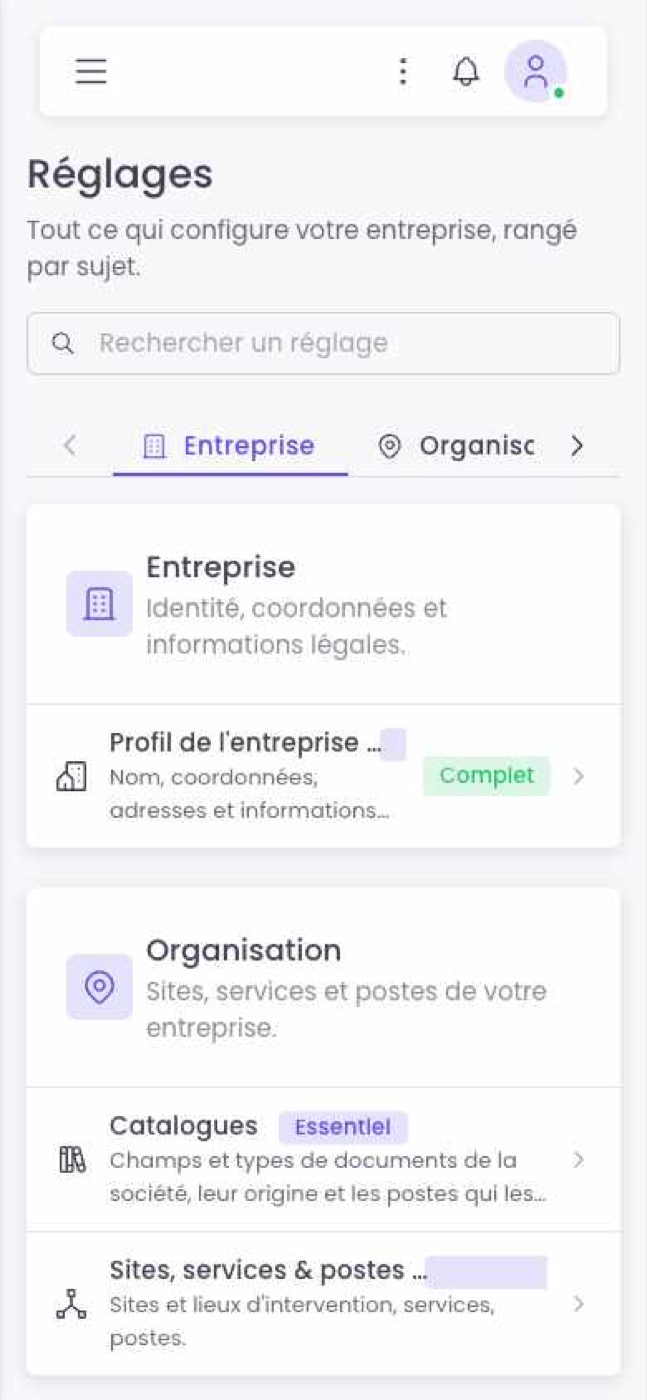 Réglages
Tout ce qui configure votre entreprise, rangé
par sujet.
Rechercher un réglage
Entreprise
Organisc
Entreprise
Identité, coordonnées et
informations légales.
Profil de l'entreprise ...
Nom, coordonnées,
adresses et informations...
Complet
Organisation
Sites, services et postes de votre
entreprise.
Catalogues
Essentiel
Champs et types de documents de la
société, leur origine et les postes qui les...
Sites, services & postes ...
Sites et lieux d'intervention, services,
postes.